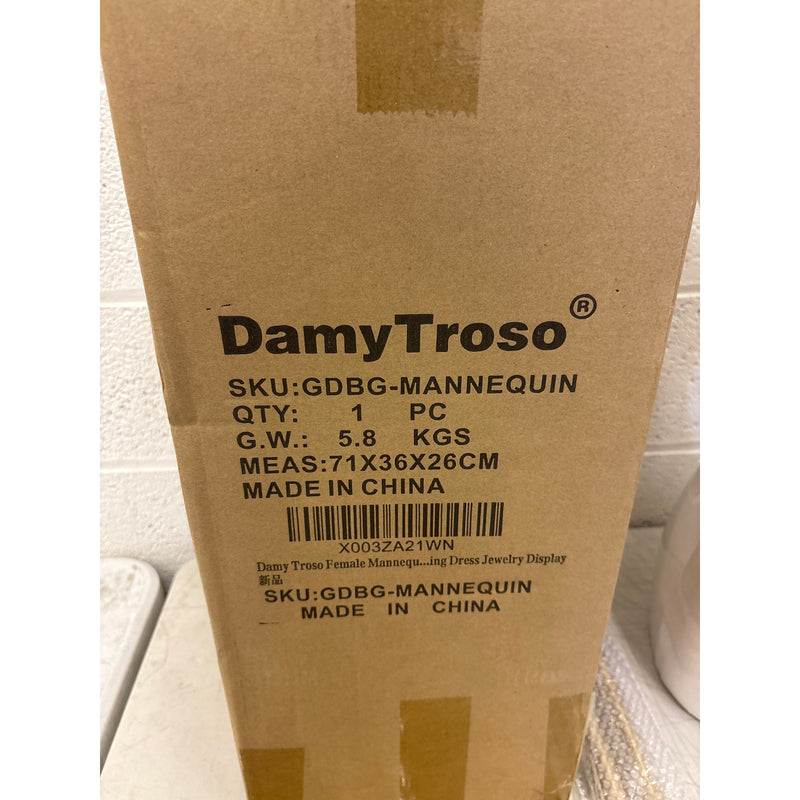 DamyTroso®
SKU:GDBG-MANNEQUIN
QTY: 1 PC
G.W.: 5.8 KGS
MEAS:71X36X26CM
MADE IN CHINA
X003ZA21WN
Damy Troso Female Mannequ...ing Dress Jewelry Display
新品
SKU:GDBG-MANNEQUIN
MADE IN CHINA